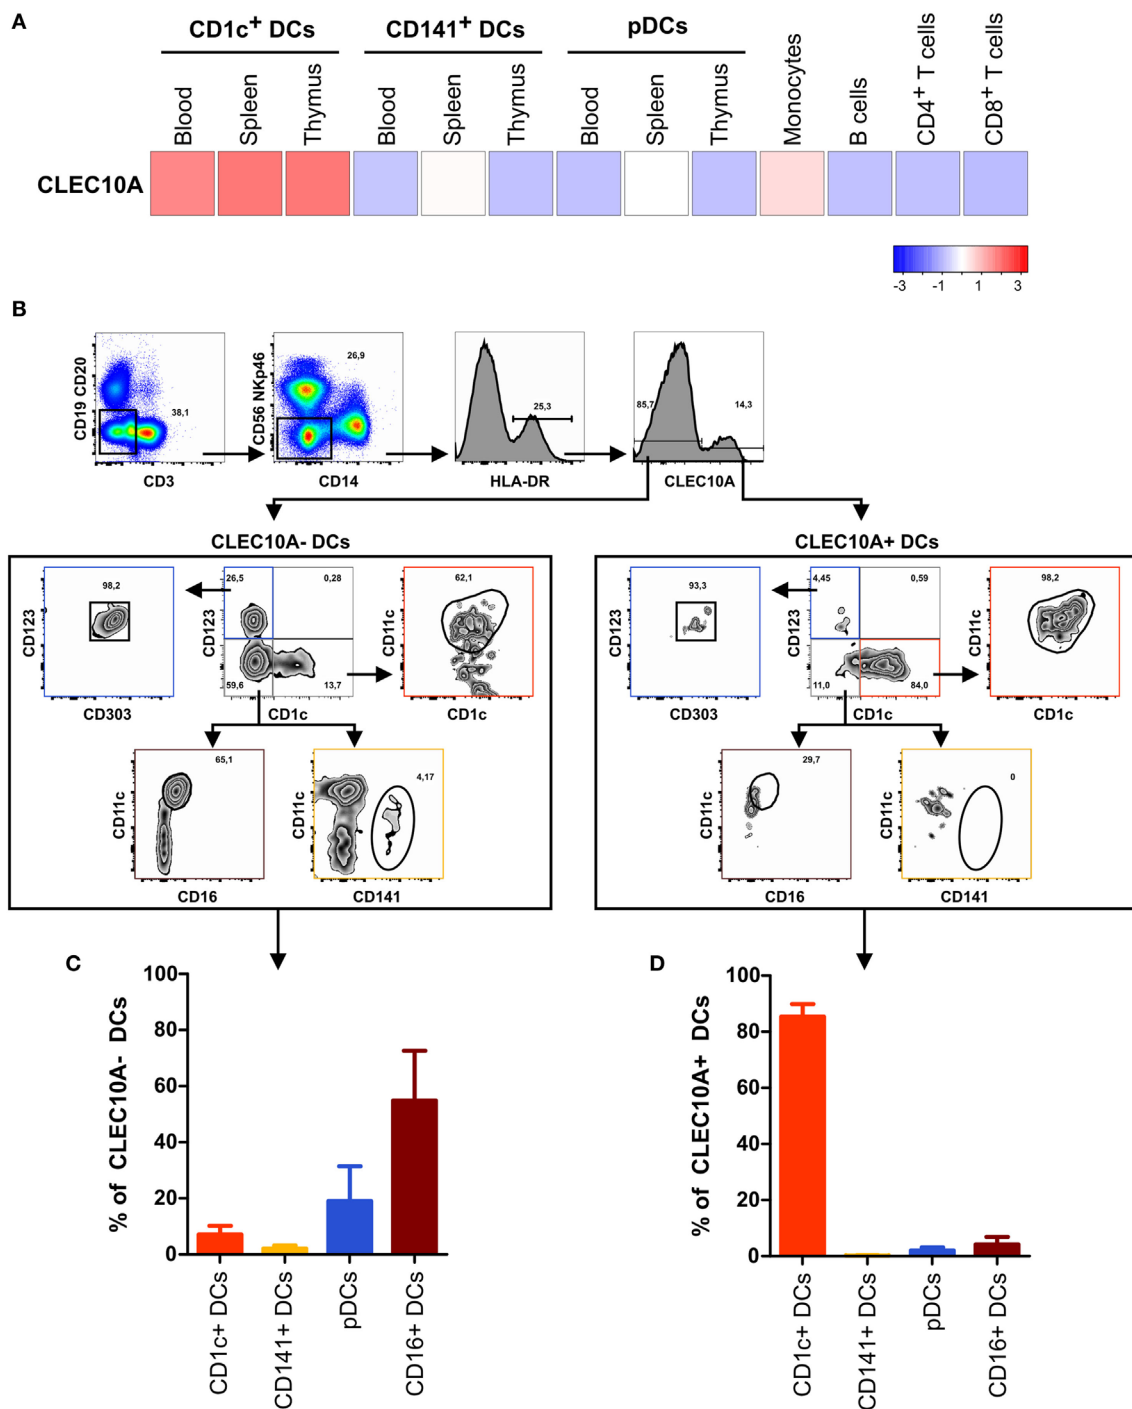 A
CD1c+ DCs
CD141+ DCs
pDCs
Blood
Spleen
Thymus
Blood
Spleen
Thymus
Blood
Spleen
Thymus
Monocytes
B cells
CD4+ T cells
CD8+ T cells
CLEC10A
-3 -1 1 3
B
CD19 CD20
38,1
CD3
CD56 NKp46
26,9
CD14
25,3
HLA-DR
85,7
14,3
CLEC10A
CLEC10A- DCs
CD123
98,2
CD303
CD123
26,5
0,28
59,6
13,7
CD1c
CD11c
62,1
CD1c
CD11c
65,1
CD16
CD11c
4,17
CD141
CLEC10A+ DCs
CD123
93,3
CD303
CD123
4,45
0,59
11,0
84,0
CD1c
CD11c
98,2
CD1c
CD11c
29,7
CD16
CD11c
0
CD141
C
% of CLEC10A- DCs
100
80
60
40
20
0
CD1c+ DCs
CD141+ DCs
pDCs
CD16+ DCs
D
% of CLEC10A+ DCs
100
80
60
40
20
0
CD1c+ DCs
CD141+ DCs
pDCs
CD16+ DCs